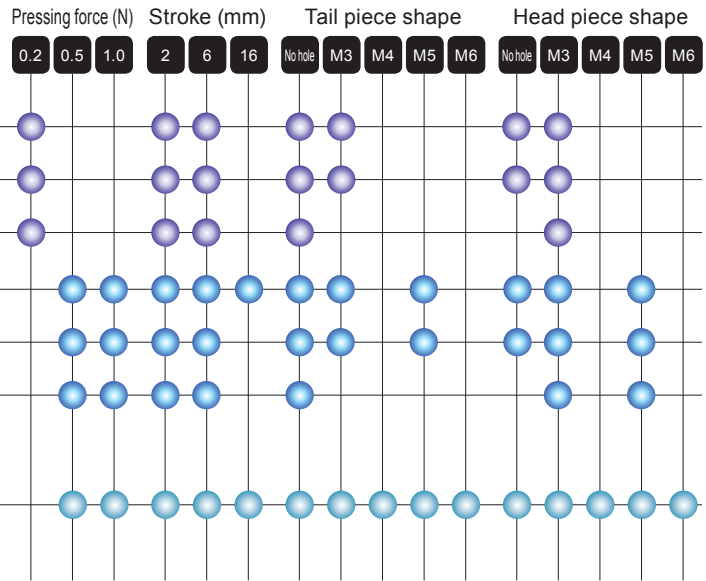 Pressing force (N) Stroke (mm) Tail piece shape Head piece shape
0.2 0.5 1.0 2 6 16 No hole M3 M4 M5 M6 No hole M3 M4 M5 M6